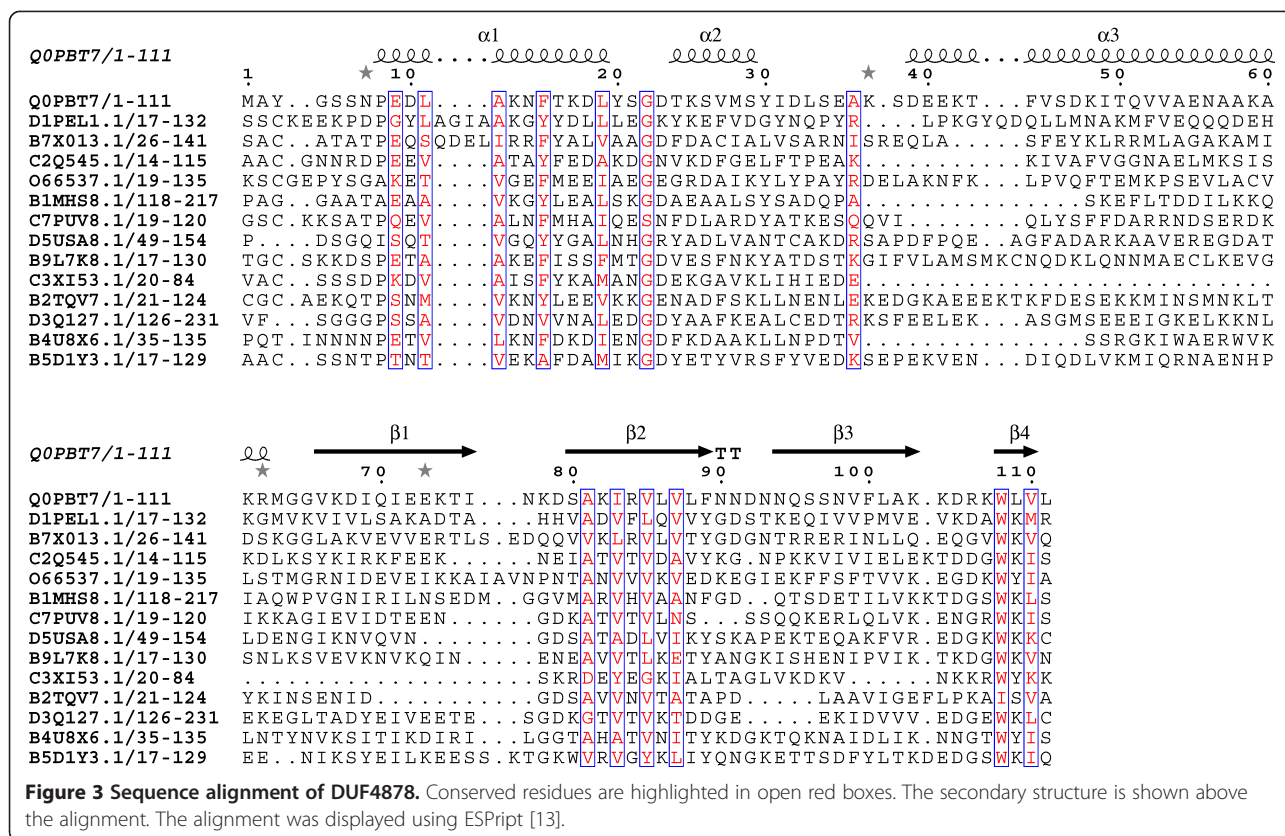 α1 α2 α3
Q0PBT7/1-111
1 10 20 30 40 50 60
Q0PBT7/1-111 MAY..GSSNPEDL....AKNFTKDLYSGDTKSVMSYIDLSEAK.SDEEKT...FVSDKITQVVAENAAKA
D1PEL1.1/17-132 SSCKEEKPDPGYLAGIAAKGYYDLLLEGKYKEFVDGYNQPYR....LPKGYQDQLLMNAKMFVEQQQDEH
B7X013.1/26-141 SAC..ATATPEQSQDELIRRFYALVAAGDFDACIALVSARNISREQLA...SFEYKLRRMLAGAKAMI
C2Q545.1/14-115 AAC.GNNRDPEEV....ATAYFEDAKDGNVKDFGELFTPEAK..........KIVAFVGGNAELMKSIS
O66537.1/19-135 KSCGEPYSGAKET....VGEFMEEIAEGEGRDAIKYLYPAYRDELAKNFK...LPVQFTEMKPSEVLACV
B1MHS8.1/118-217 PAG..GAATAEAA....VKGYLEALSKGDAEAALSYSADQPA...............SKEFLTDDILKKQ
C7PUV8.1/19-120 GSC.KKSATPQEV....ALNFMHAIQESNFDLARDYATKESQQVI..........QLYSFFDARRNDSERDK
D5USA8.1/49-154 P....DSGQISQT....VGQYYGALNHGRYADLVANTCAKDRSAPDFPQE...AGFADARKAAVEREGDAT
B9L7K8.1/17-130 TGC.SKKDSPETA....AKEFISSFMTGDVESFNKYATDSTKGIFVLAMSMKCNQDKLQNNMAECLKEVG
C3XI53.1/20-84 VAC..SSSDPKDV....AISFYKAMANGDEKGAVKLIHIEDE............................
B2TQV7.1/21-124 CGC.AEKQTPSNM....VKNYLEEVKKGENADFSKLLNENLEKEDGKAEEEKTKFDESEKKMINSMNKLT
D3Q127.1/126-231 VF...SGGGPSSA....VDNVVNALEDGDYAAFKEALCEDTRKSFEELEK...ASGMSEEEIGKELKKNL
B4U8X6.1/35-135 PQT.INNNNPETV....LKNFDKDIENGDFKDAAKLLNPDTV...............SSRGKIWAERWVK
B5D1Y3.1/17-129 AAC..SSNTPTNT....VEKAFDAMIKGDYETYVRSFYVEDKSEPEKVEN....DIQDLVKMIQRNAENHP
β1 β2 β3 β4
Q0PBT7/1-111 TT
70 80 90 100 110
Q0PBT7/1-111 KRMGGVKDIQIEEKTI...NKDSAKIRVLVLFNNDNNQSSNVFLAK.KDRKWLVL
D1PEL1.1/17-132 KGMVKVIVLSAKADTA....HHVADVFLQVVYGDSTKEQIVVPMVE.VKDAWKMR
B7X013.1/26-141 DSKGGLAKVEVVERTLS.EDQQVVKLRVLVTYGDGNTRRERINLLQ.EQGVWKVQ
C2Q545.1/14-115 KDLKSYKIRKFEEK.....NEIATVTVDAVYKG.NPKKVIVIELEKTDDGWKIS
O66537.1/19-135 LSTMGRNIDEVEIKKAIAVNPNTANVVVKVEDKEGIEKFFSFTVVK.EGDKWYIA
B1MHS8.1/118-217 IAQWPVGNIRILNSEDM..GGVMARVHVAANFGD..QTSDETILVKKTDGSWKLS
C7PUV8.1/19-120 IKKAGIEVIDTEEN.....GDKATVTVLNS...SSQQKERLQLVK.ENGRWKIK
D5USA8.1/49-154 LDENGIKNVQVN.......GDSATADLVIKYSKAPEKTEQAKFVR.EDGKWKKC
B9L7K8.1/17-130 SNLKSVEVKNVKQIN....ENEAVVTLKETYANGKISHENIPVIK.TKDGWKVN
C3XI53.1/20-84 ....................SKRDEYEGKIALTAGLVKDKV....NKKRWYKK
B2TQV7.1/21-124 YKINSENID..........GDSAVVVNVTATAPD.....LAAVIGEFLPKAISVA
D3Q127.1/126-231 EKEGLTADYEIVEETE...SGDKGTVTVKTDDGE....EKIDVVV.EDGEWKLC
B4U8X6.1/35-135 LNTYNVKSITIKDIRI...LGGTAHATVNITYKDGKTQKNAIDLIK.NNGTWYIS
B5D1Y3.1/17-129 EE..NIKSYEILKEESS.KTGKWVRVGYKLIYQNGKETTSDFYLTKDEDGSWKIQ
Figure 3 Sequence alignment of DUF4878. Conserved residues are highlighted in open red boxes. The secondary structure is shown above
the alignment. The alignment was displayed using ESPript [13].